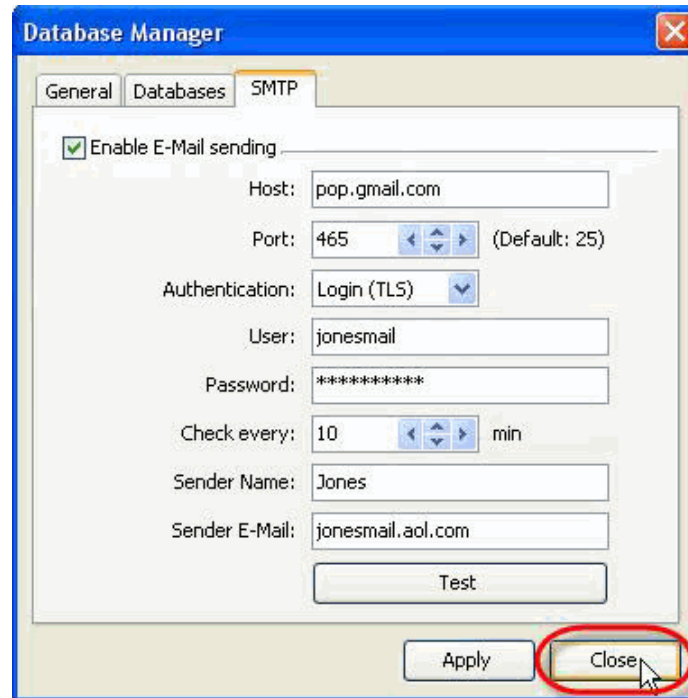 Database Manager
General Databases SMTP
Enable E-Mail sending
Host: pop.gmail.com
Port: 465 (Default: 25)
Authentication: Login (TLS)
User: jonesmail
Password: **********
Check every: 10 min
Sender Name: Jones
Sender E-Mail: jonesmail.aol.com
Test
Apply Close